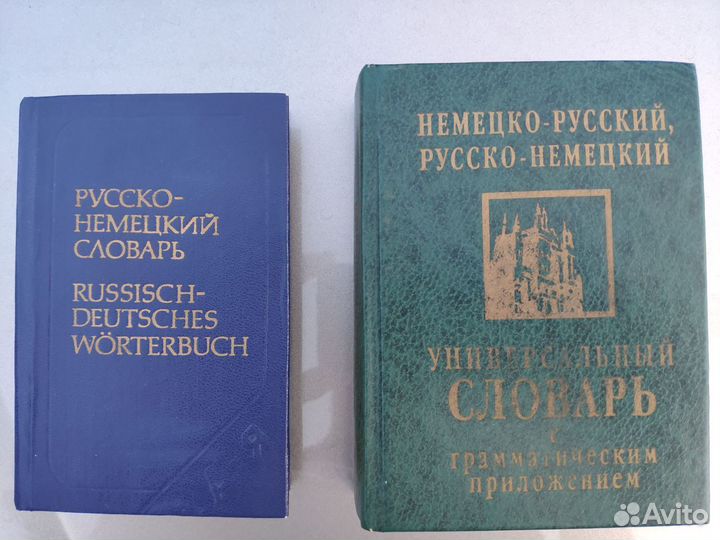 РУССКО-
НЕМЕЦКИЙ
СЛОВАРЬ
RUSSISCH-
DEUTSCHES
WÖRTERBUCH
НЕМЕЦКО-РУССКИЙ,
РУССКО-НЕМЕЦКИЙ
УНИВЕРСАЛЬНЫЙ
СЛОВАРЬ
с
грамматическим
приложением
Avito